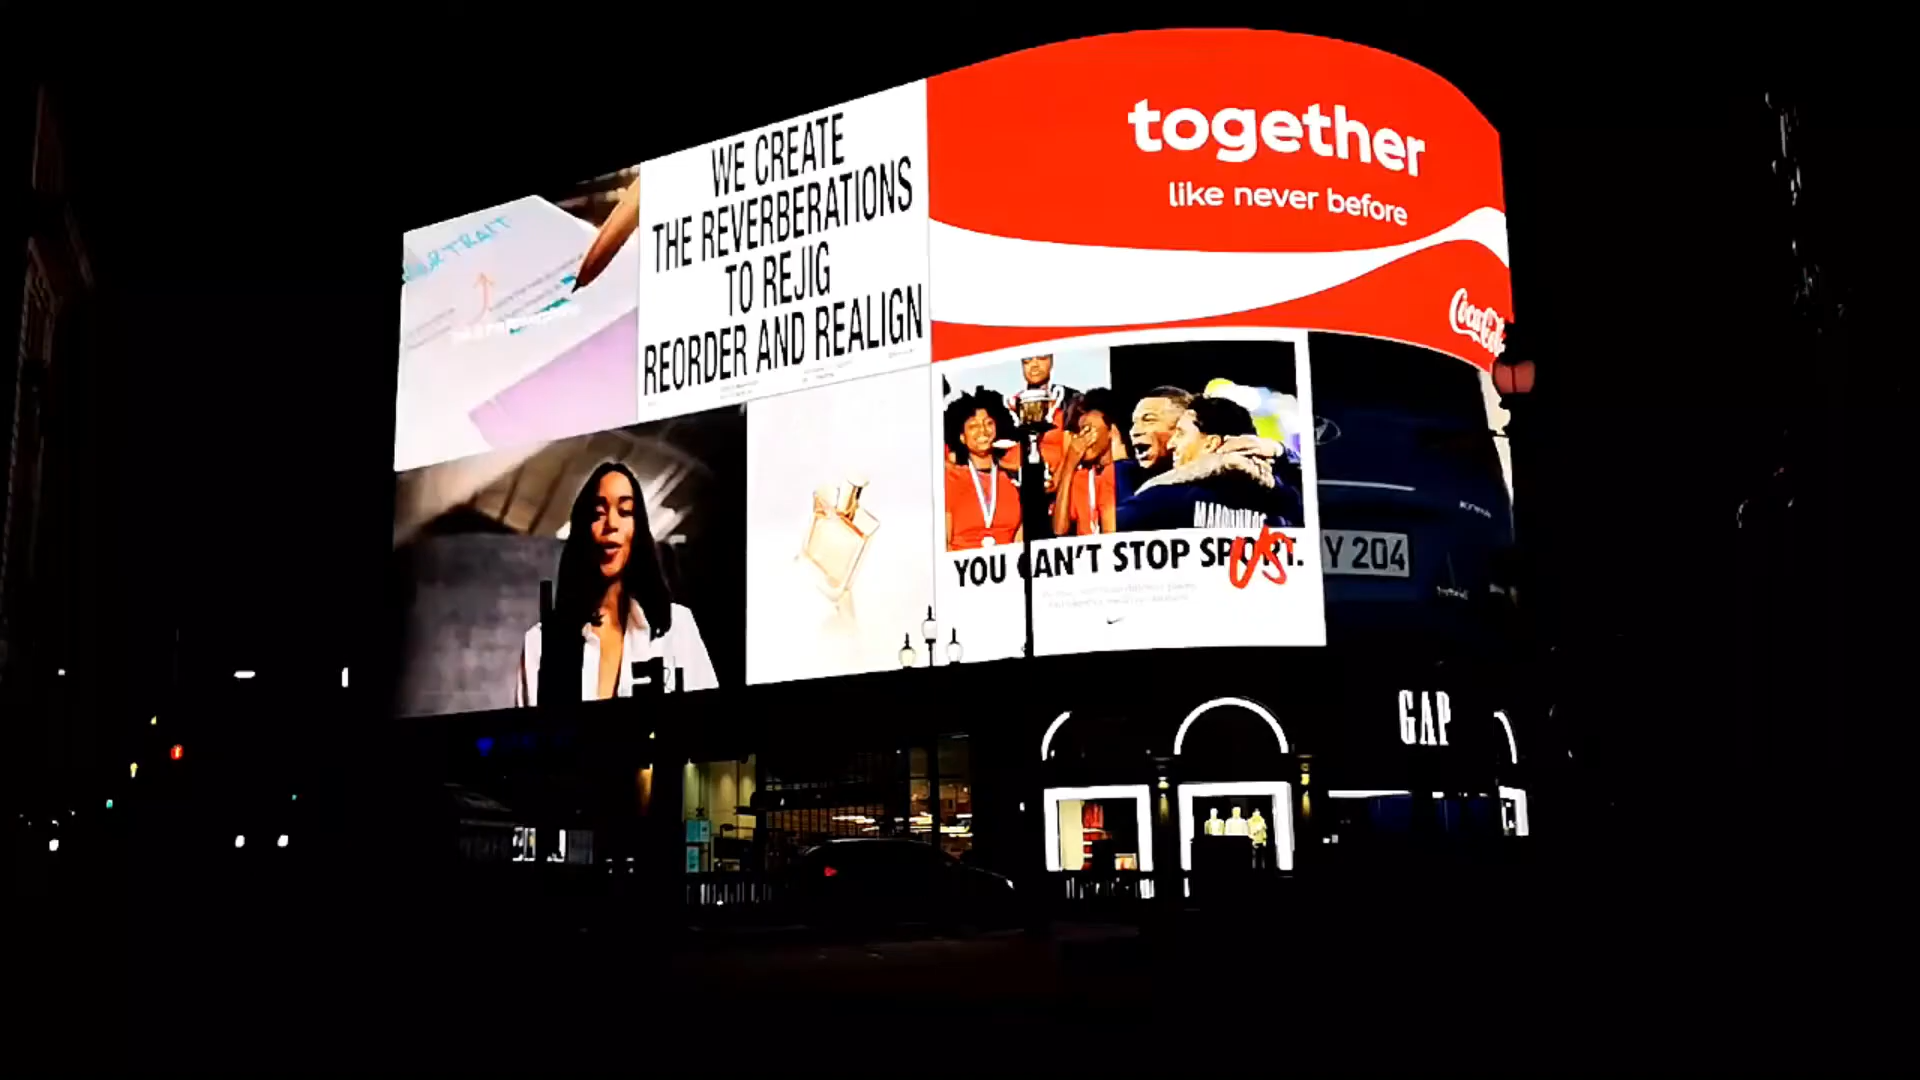 WE CREATE
THE REVERBERATIONS
TO REJIG
REORDER AND REALIGN
together
like never before
Coca-Cola
YOU CAN'T STOP SPORT.
US
MARQUINHOS
Y 204
GAP